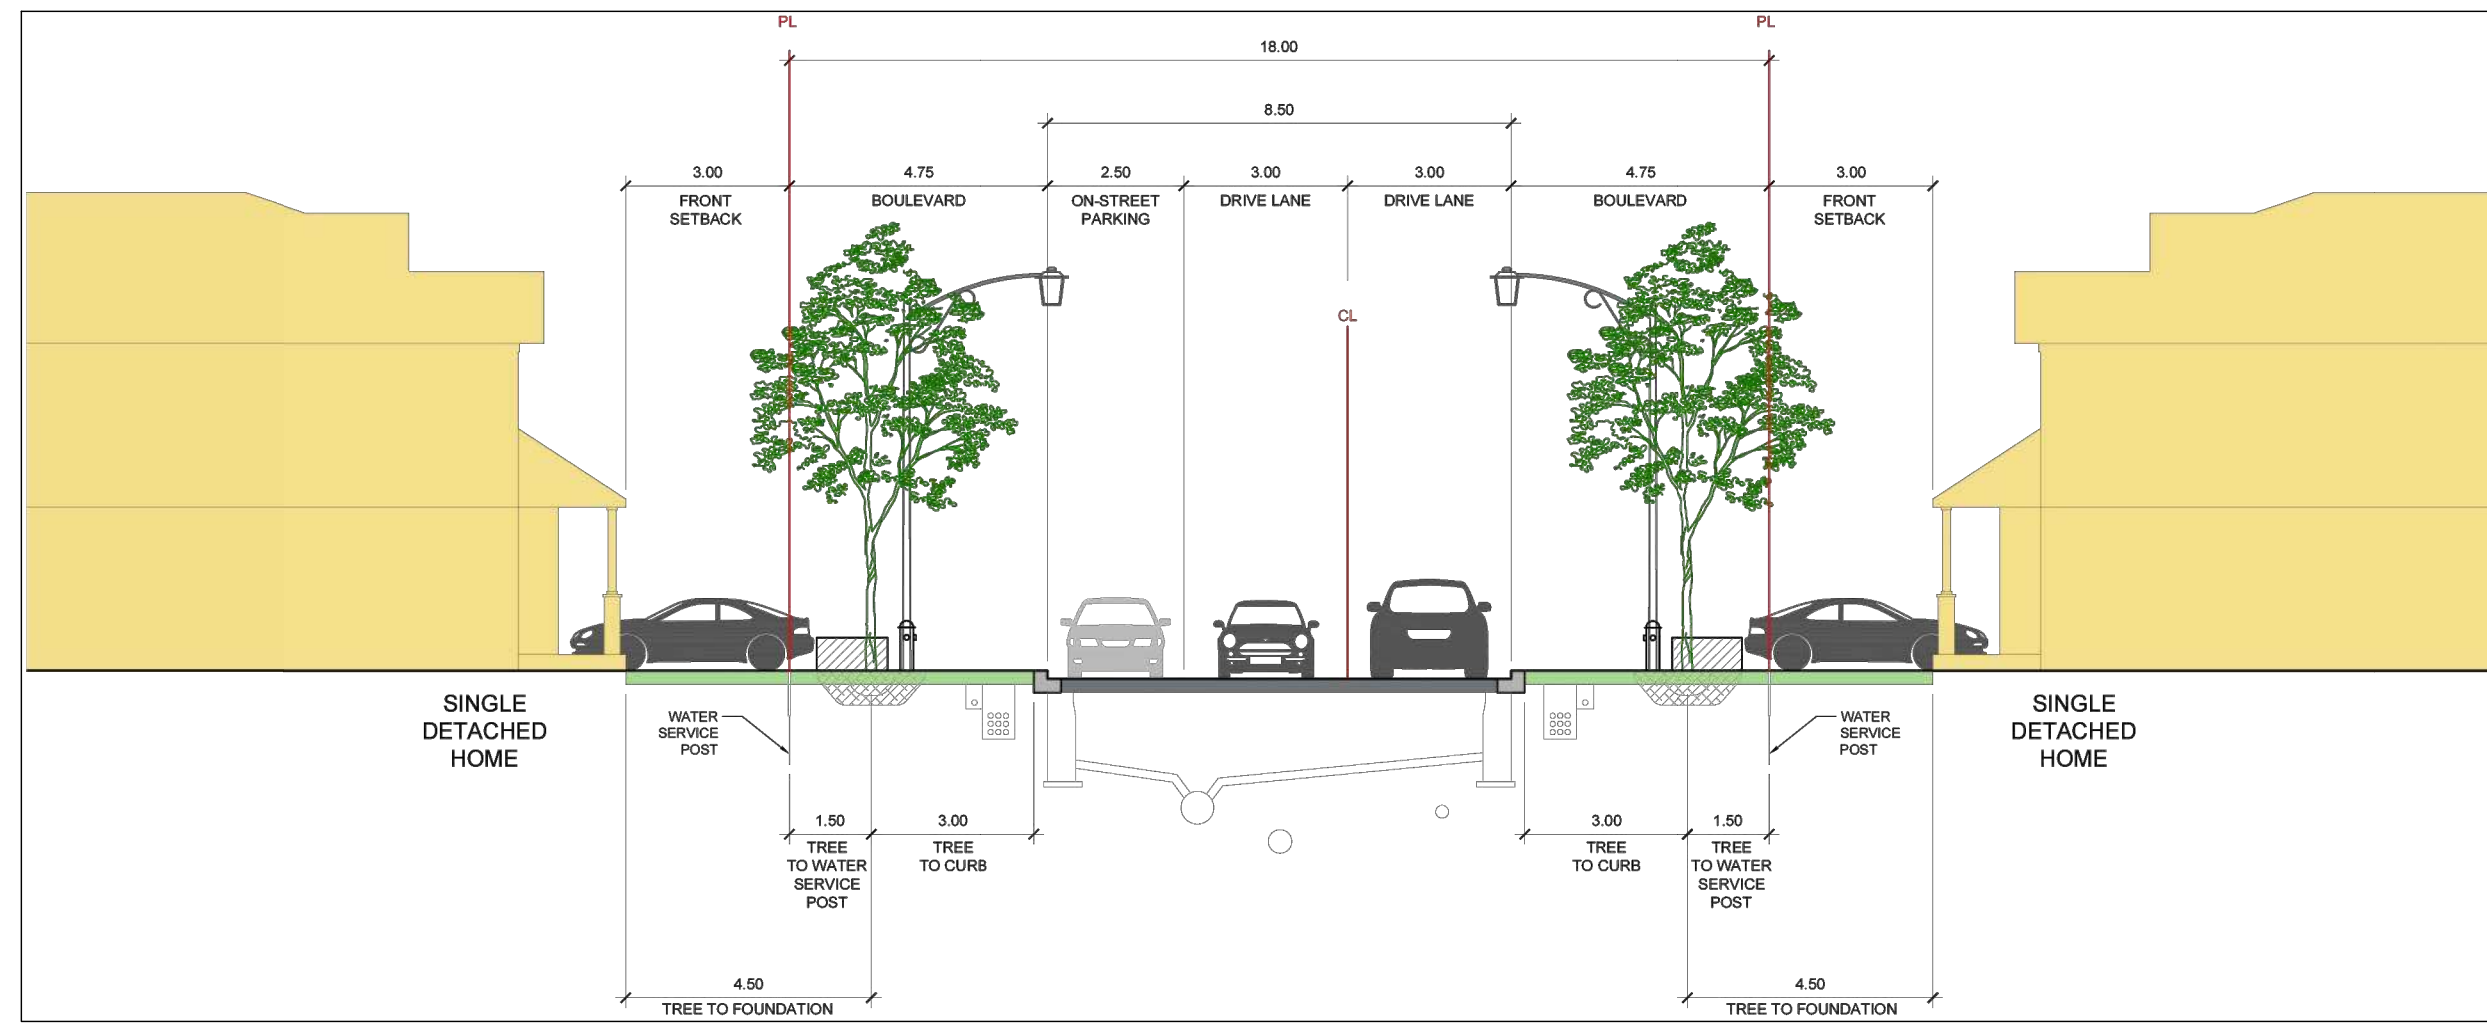 PL
PL
18.00
8.50
3.00
4.75
2.50
3.00
3.00
4.75
3.00
FRONT
SETBACK
BOULEVARD
ON-STREET
PARKING
DRIVE LANE
DRIVE LANE
BOULEVARD
FRONT
SETBACK
CL
SINGLE
DETACHED
HOME
WATER
SERVICE
POST
WATER
SERVICE
POST
SINGLE
DETACHED
HOME
1.50
TREE
TO WATER
SERVICE
POST
3.00
TREE
TO CURB
3.00
TREE
TO CURB
1.50
TREE
TO WATER
SERVICE
POST
4.50
TREE TO FOUNDATION
4.50
TREE TO FOUNDATION